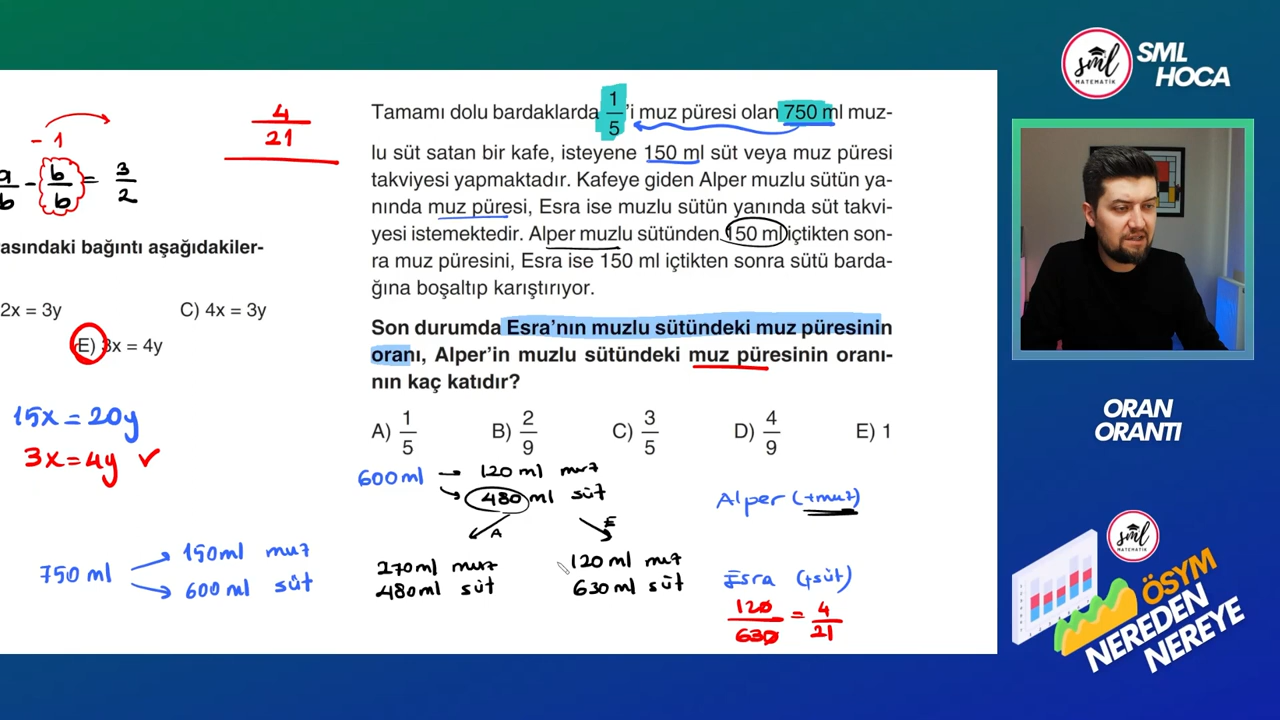 SML
HOCA
sml
MATEMATİK
-1
b/b - b/b = 3/2
4/21
rasındaki bağıntı aşağıdakiler-
2x = 3y
C) 4x = 3y
E) 3x = 4y
15x = 20y
3x = 4y ✓
750 ml
150 ml muz
600 ml süt
Tamamı dolu bardaklarda 1/5'i muz püresi olan 750 ml muz-
lu süt satan bir kafe, isteyene 150 ml süt veya muz püresi
takviyesi yapmaktadır. Kafeye giden Alper muzlu sütün ya-
nında muz püresi, Esra ise muzlu sütün yanında süt takvi-
yesi istemektedir. Alper muzlu sütünden 150 ml içtikten son-
ra muz püresini, Esra ise 150 ml içtikten sonra sütü barda-
ğına boşaltıp karıştırıyor.
Son durumda Esra'nın muzlu sütündeki muz püresinin
oranı, Alper'in muzlu sütündeki muz püresinin oranı-
nın kaç katıdır?
A) 1/5 B) 2/9 C) 3/5 D) 4/9 E) 1
600 ml
120 ml muz
480 ml süt
A
E
270 ml muz
480 ml süt
120 ml muz
630 ml süt
Alper (+muz)
Esra (+süt)
120/630 = 4/21
ORAN
ORANTI
sml
MATEMATİK
ÖSYM
NEREDEN
NEREYE